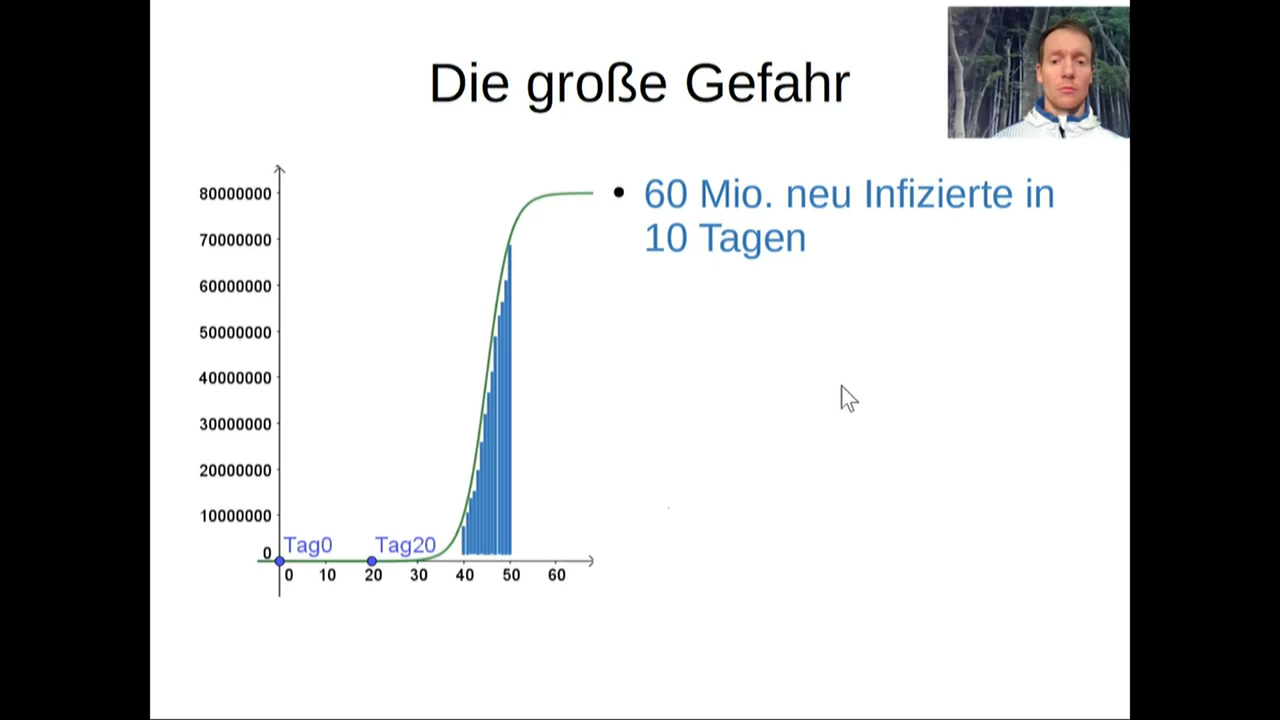 Die große Gefahr
• 60 Mio. neu Infizierte in
10 Tagen
80000000
70000000
60000000
50000000
40000000
30000000
20000000
10000000
0
Tag0
Tag20
0 10 20 30 40 50 60